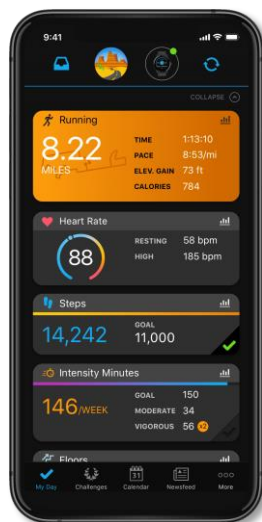 9:41
COLLAPSE
Running
8.22
MILES
TIME 1:13:10
PACE 8:53/mi
ELEV. GAIN 73 ft
CALORIES 784
Heart Rate
88
RESTING 58 bpm
HIGH 185 bpm
Steps
14,242
GOAL
11,000
Intensity Minutes
146/WEEK
GOAL 150
MODERATE 34
VIGOROUS 56 x2
Floors
31
My Day Challenges Calendar Newsfeed More